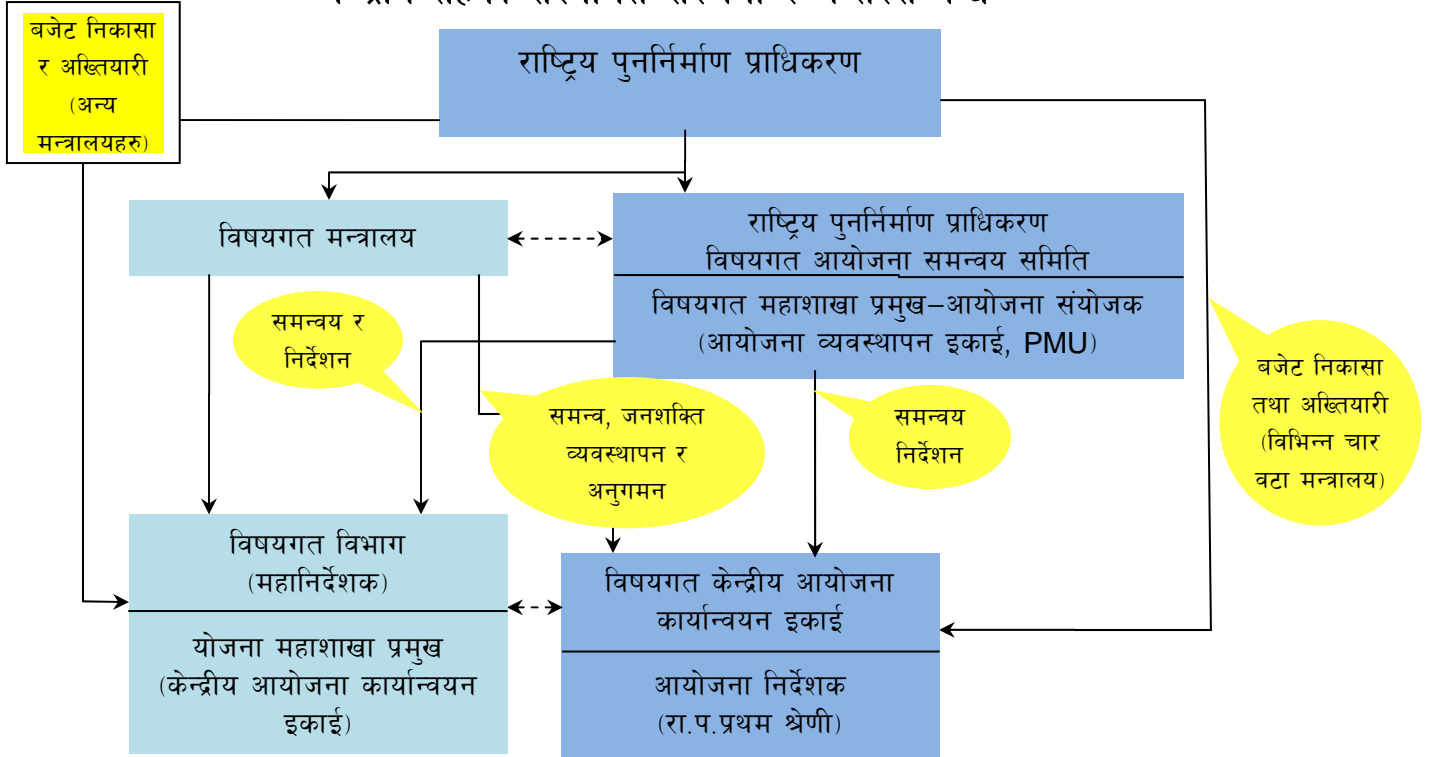 बजेट निकासा
र अख्तियारी
(अन्य
मन्त्रालयहरु)
राष्ट्रिय पुनर्निर्माण प्राधिकरण
विषयगत मन्त्रालय
राष्ट्रिय पुनर्निर्माण प्राधिकरण
विषयगत आयोजना समन्वय समिति
विषयगत महाशाखा प्रमुख–आयोजना संयोजक
(आयोजना व्यवस्थापन इकाई, PMU)
समन्वय र
निर्देशन
समन्व, जनशक्ति
व्यवस्थापन र
अनुगमन
समन्वय
निर्देशन
बजेट निकासा
तथा अख्तियारी
(विभिन्न चार
वटा मन्त्रालय)
विषयगत विभाग
(महानिर्देशक)
योजना महाशाखा प्रमुख
(केन्द्रीय आयोजना कार्यान्वयन
इकाई)
विषयगत केन्द्रीय आयोजना
कार्यान्वयन इकाई
आयोजना निर्देशक
(रा.प.प्रथम श्रेणी)